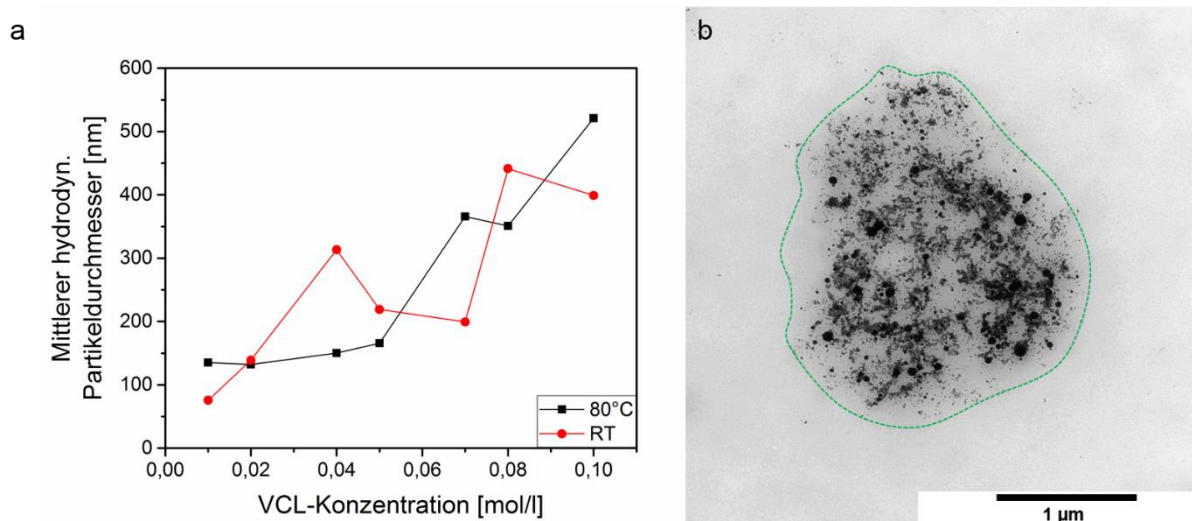 a
b
Mittlerer hydrodyn.
Partikeldurchmesser [nm]
600
500
400
300
200
100
0
0,00
0,02
0,04
0,06
0,08
0,10
VCL-Konzentration [mol/l]
80°C
RT
1 µm